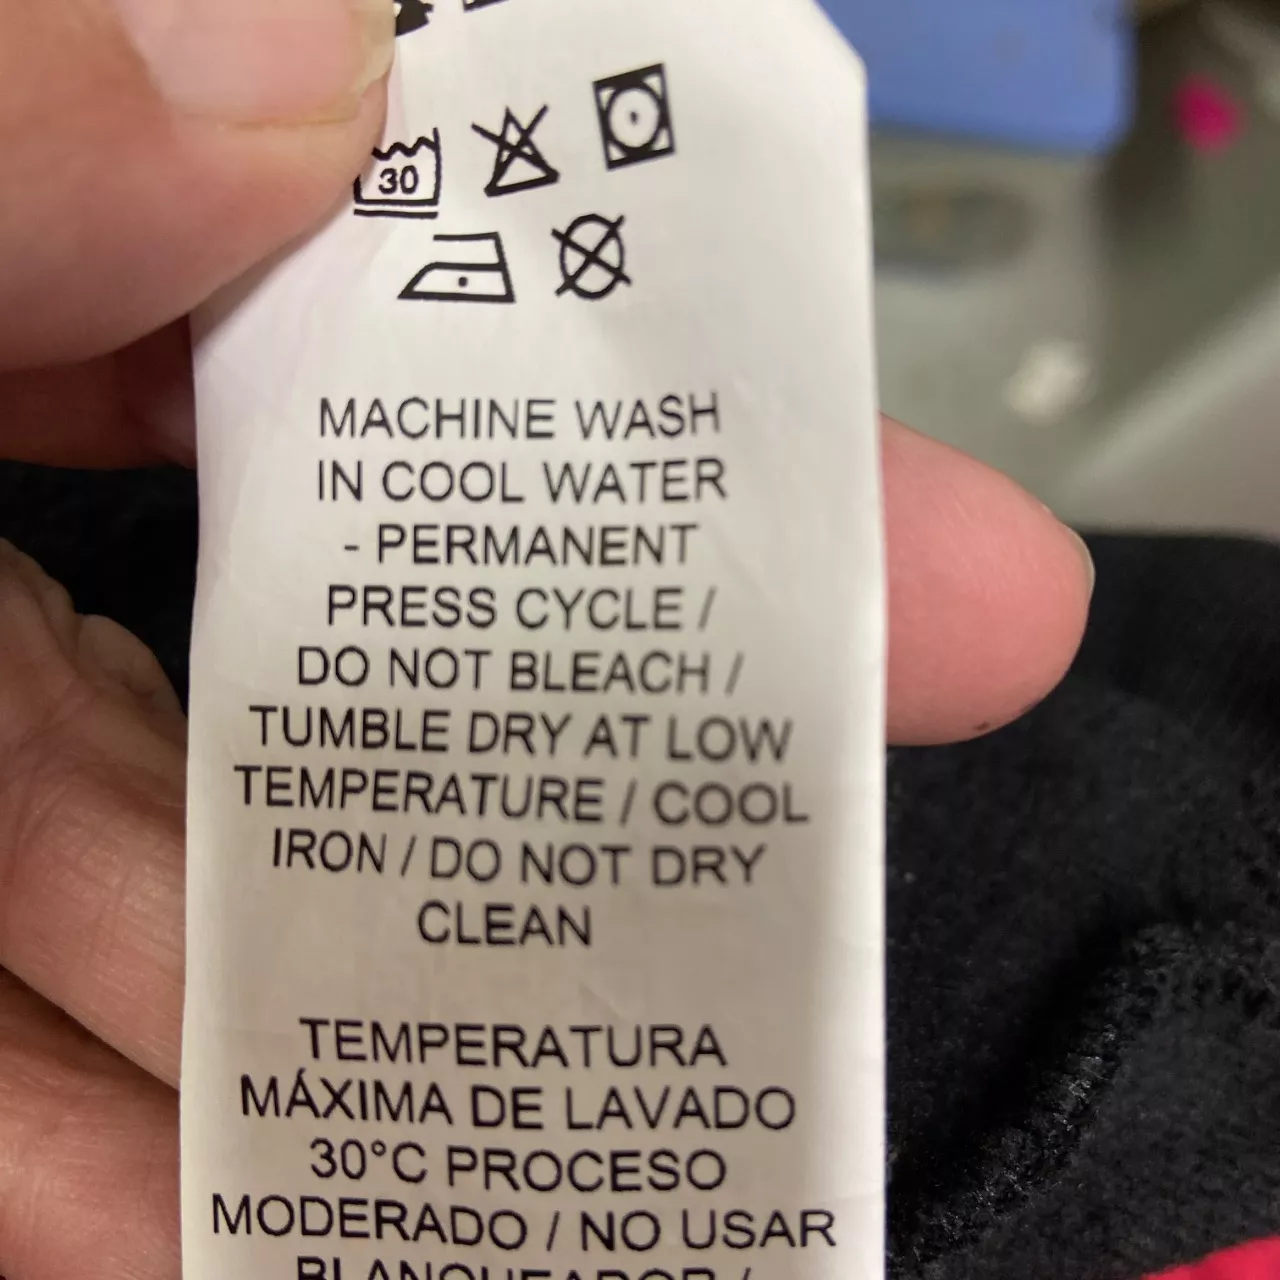 30
MACHINE WASH
IN COOL WATER
- PERMANENT
PRESS CYCLE /
DO NOT BLEACH /
TUMBLE DRY AT LOW
TEMPERATURE / COOL
IRON / DO NOT DRY
CLEAN
TEMPERATURA
MÁXIMA DE LAVADO
30°C PROCESO
MODERADO / NO USAR
BLANQUEADOR /